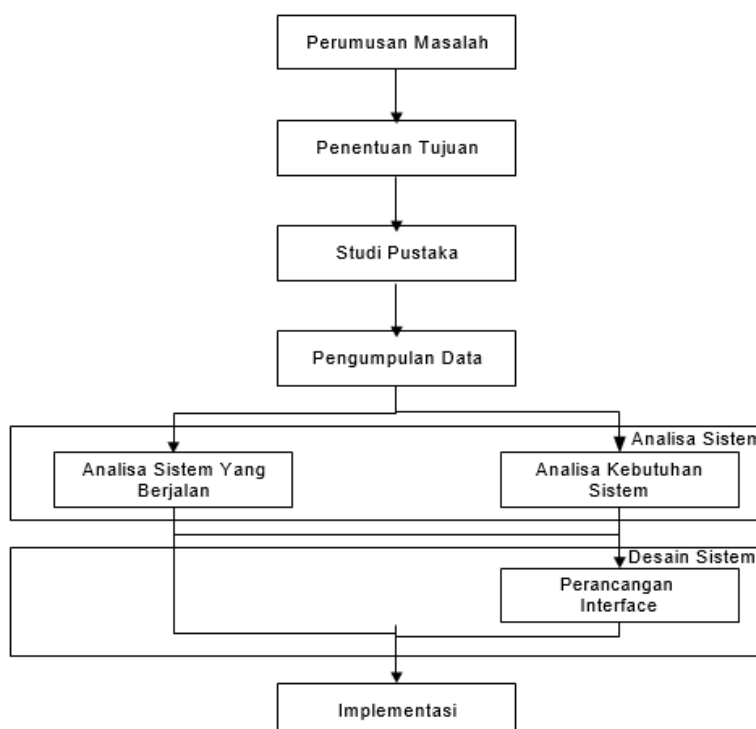 Perumusan Masalah
Penentuan Tujuan
Studi Pustaka
Pengumpulan Data
Analisa Sistem
Analisa Sistem Yang
Berjalan
Analisa Kebutuhan
Sistem
Desain Sistem
Perancangan
Interface
Implementasi